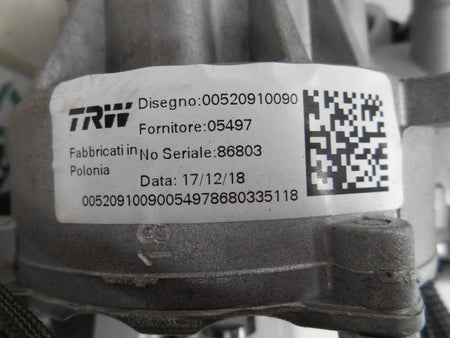 TRW
Disegno:00520910090
Fornitore:05497
Fabbricati in
Polonia
No Seriale:86803
Data: 17/12/18
00520910090054978680335118